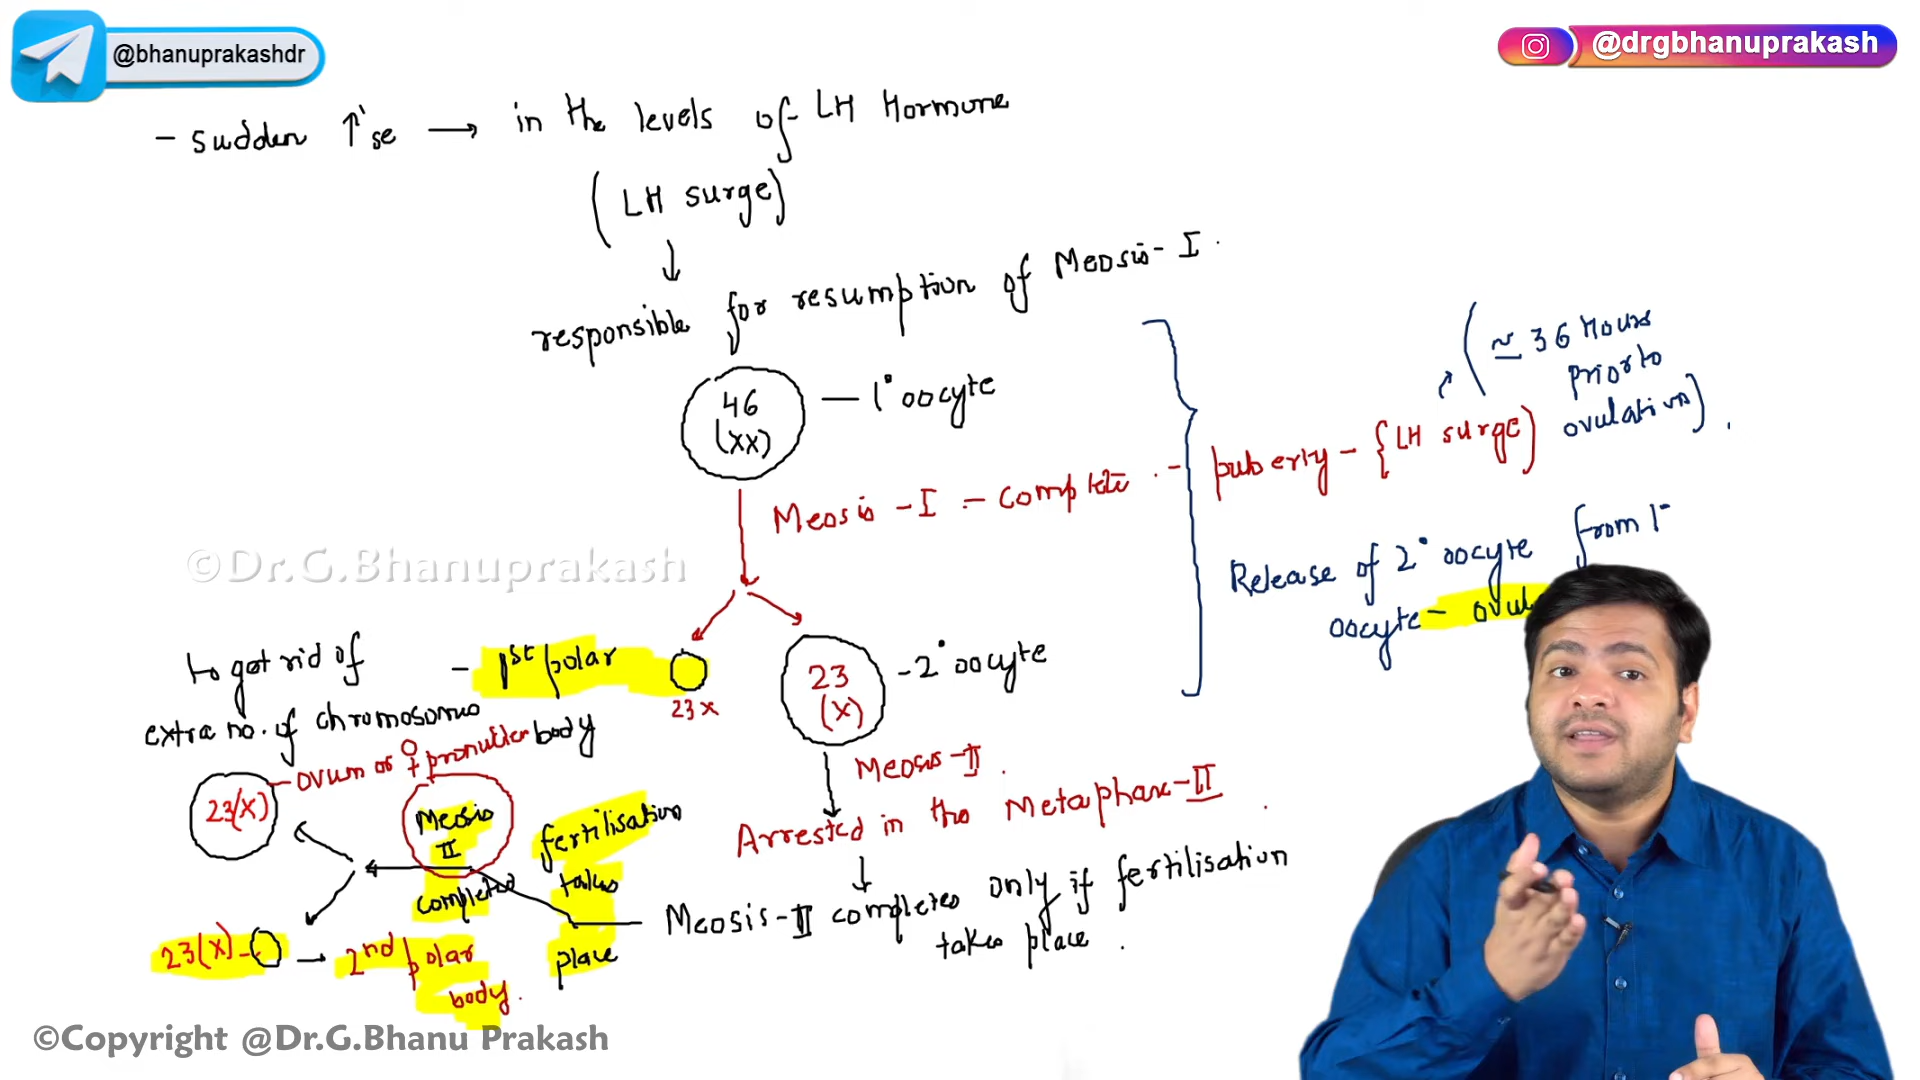 @bhanuprakashdr
@drgbhanuprakash
- sudden ↑se → in the levels of LH Hormone
(LH surge)
↓
responsible for resumption of Meosis - I.
46
(XX)
— 1° oocyte
Meosis - I - complete - puberty - {LH surge}
(≈ 36 Hours
prior to
ovulation).
Release of 2° oocyte from 1°
oocyte - ovul
©Dr.G.Bhanuprakash
to get rid of - 1st polar
extra no. of chromosomes body
23 X
23
(X)
- 2° oocyte
Meosis - II.
Arrested in the Metaphase - II.
↓
Meosis - II completes only if fertilisation
takes place.
fertilisation
takes
place
Meosis
II
completes
23(X) - ovum or ♀ pronucleus
23(X) - → 2nd polar
body.
©Copyright @Dr.G.Bhanu Prakash